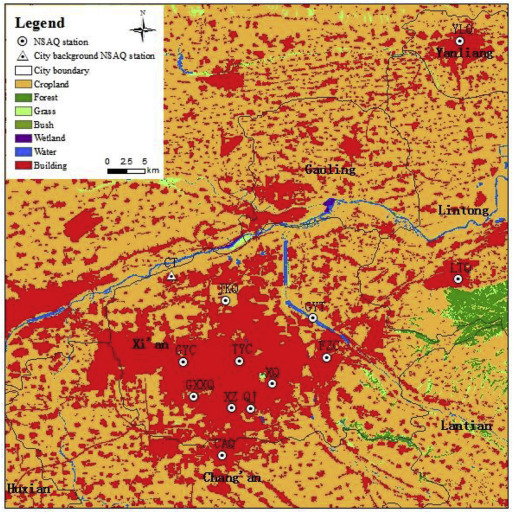 Legend
N
NSAQ station
City background NSAQ station
City boundary
Cropland
Forest
Grass
Bush
Wetland
Water
Building
0 2.5 5
km
YLQ
Yanliang
Gaoling
Lintong
CT
LTQ
JKQ
Xi'an
GYC
TYC
FZC
XQ
GXXQ
XZ QJ
Lantian
CAQ
Chang'an
Huxian